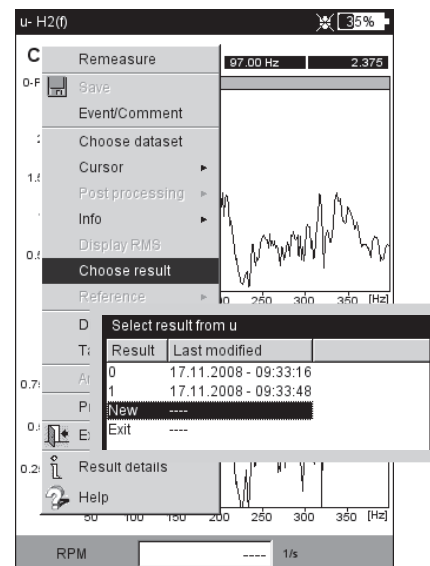 u- H2(f) 35%
C
97.00 Hz 2.375
Remeasure
Save
Event/Comment
Choose dataset
Cursor
Post processing
Info
Display RMS
Choose result
Reference
250 300 350 [Hz]
Select result from u
Result Last modified
0 17.11.2008 - 09:33:16
1 17.11.2008 - 09:33:48
New ----
Exit ----
Result details
Help
50 100 150 200 250 300 350 [Hz]
RPM ---- 1/s